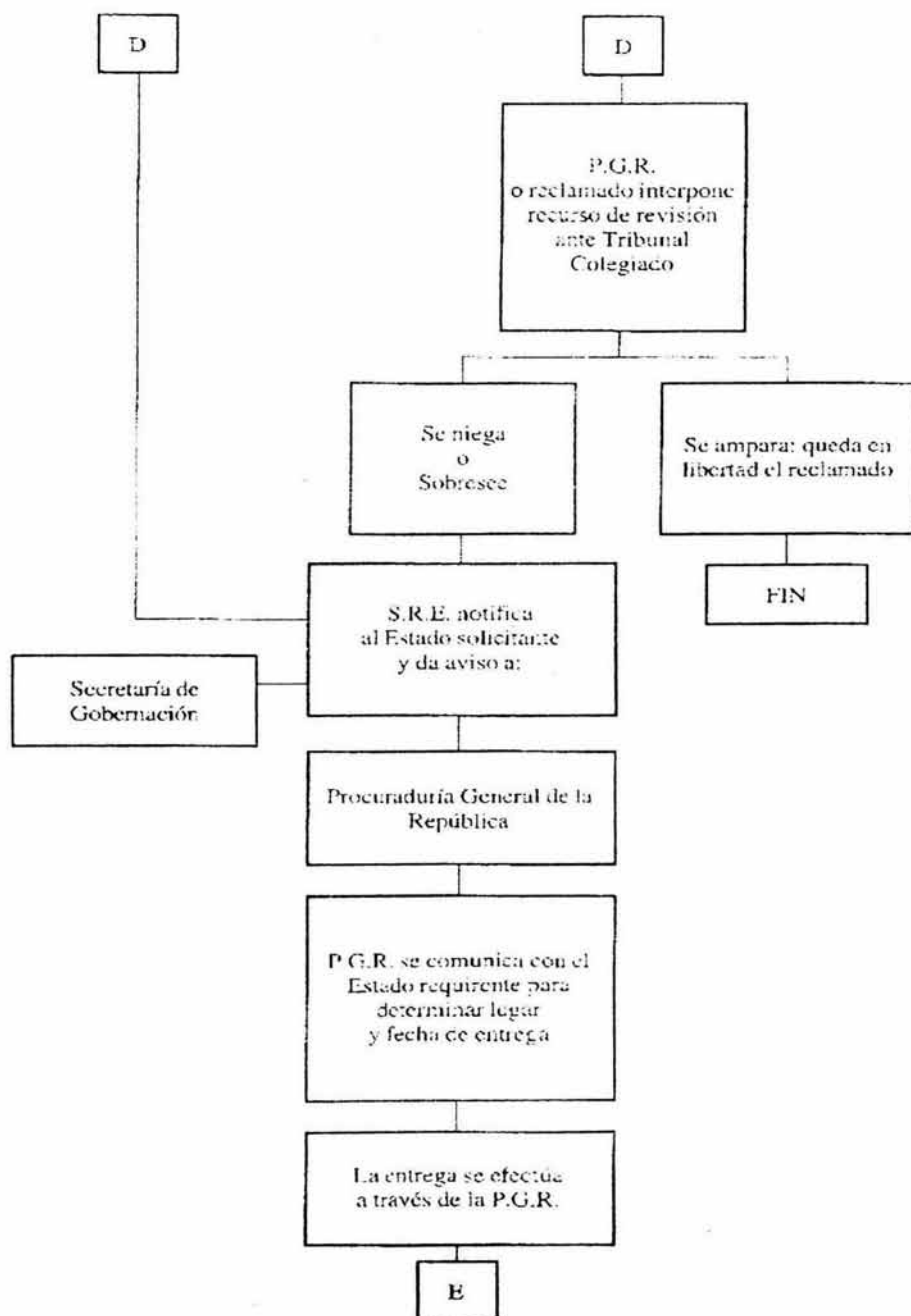 D
D
P.G.R.
o reclamado interpone
recurso de revisión
ante Tribunal
Colegiado
Se niega
o
Sobresee
Se ampara: queda en
libertad el reclamado
FIN
S.R.E. notifica
al Estado solicitante
y da aviso a:
Secretaría de
Gobernación
Procuraduría General de la
República
P.G.R. se comunica con el
Estado requirente para
determinar lugar
y fecha de entrega
La entrega se efectúa
a través de la P.G.R.
E